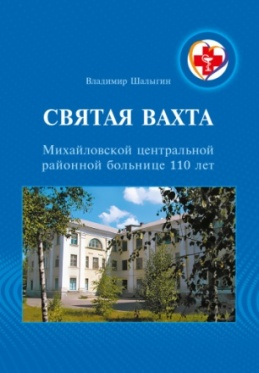 Владимир Шалыгин
СВЯТАЯ ВАХТА
Михайловской центральной
районной больнице 110 лет